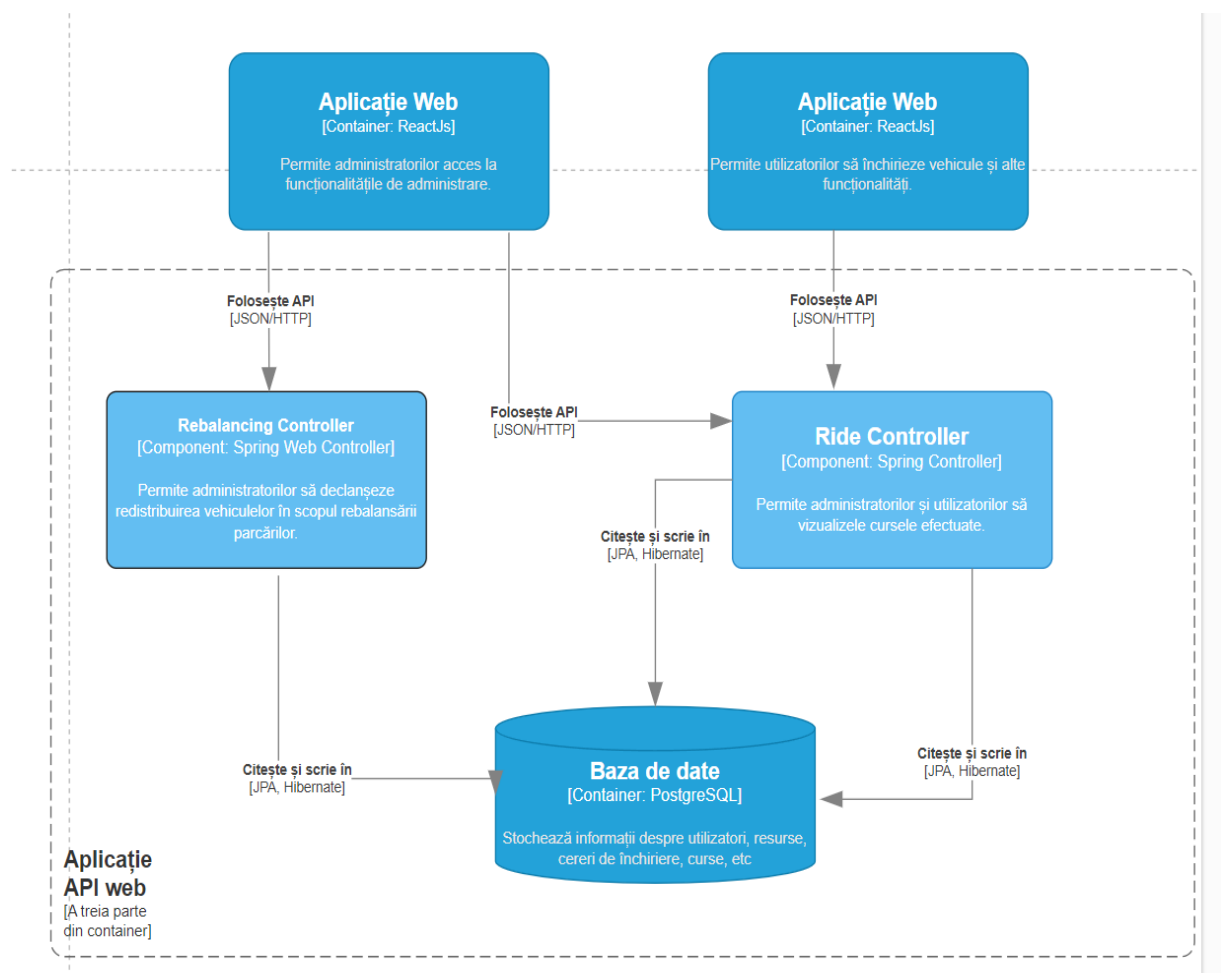 Aplicație Web
[Container: ReactJs]
Permite administratorilor acces la
funcționalitățile de administrare.
Aplicație Web
[Container: ReactJs]
Permite utilizatorilor să închirieze vehicule și alte
funcționalități.
Folosește API
[JSON/HTTP]
Folosește API
[JSON/HTTP]
Folosește API
[JSON/HTTP]
Rebalancing Controller
[Component: Spring Web Controller]
Permite administratorilor să declanșeze
redistribuirea vehiculelor în scopul rebalansării
parcărilor.
Ride Controller
[Component: Spring Controller]
Permite administratorilor și utilizatorilor să
vizualizele cursele efectuate.
Citește și scrie în
[JPA, Hibernate]
Citește și scrie în
[JPA, Hibernate]
Citește și scrie în
[JPA, Hibernate]
Baza de date
[Container: PostgreSQL]
Stochează informații despre utilizatori, resurse,
cereri de închiriere, curse, etc
Aplicație
API web
[A treia parte
din container]